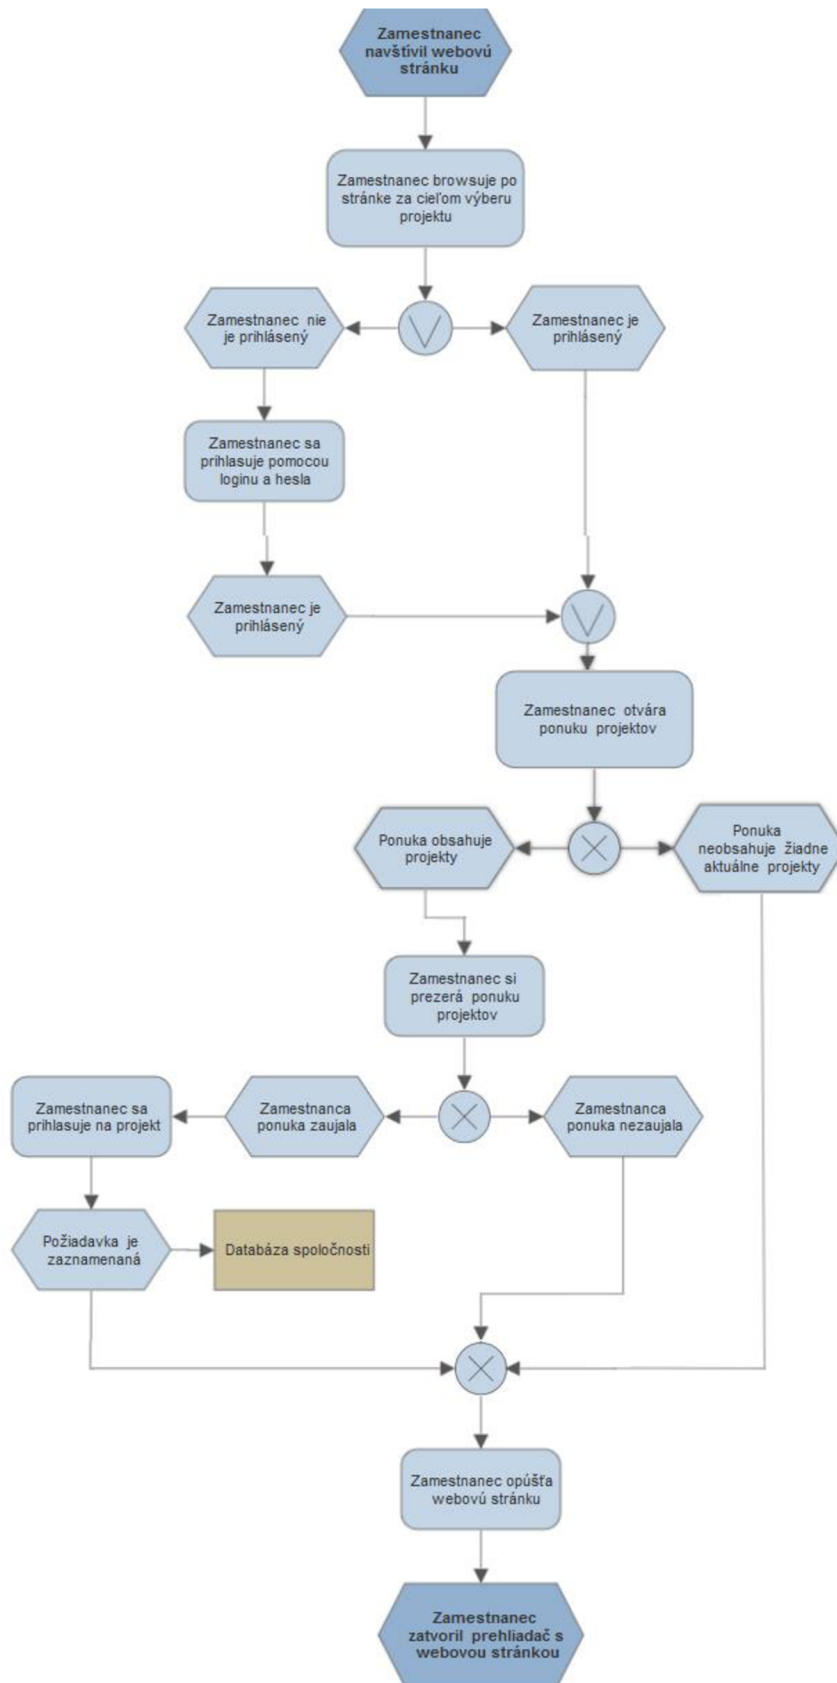 Zamestnanec
navštívil webovú
stránku
Zamestnanec browsuje po
stránke za cieľom výberu
projektu
Zamestnanec nie
je prihlásený
Zamestnanec je
prihlásený
Zamestnanec sa
prihlasuje pomocou
loginu a hesla
Zamestnanec je
prihlásený
Zamestnanec otvára
ponuku projektov
Ponuka obsahuje
projekty
Ponuka
neobsahuje žiadne
aktuálne projekty
Zamestnanec si
prezerá ponuku
projektov
Zamestnanec sa
prihlasuje na projekt
Zamestnanca
ponuka zaujala
Zamestnanca
ponuka nezaujala
Požiadavka je
zaznamenaná
Databáza spoločnosti
Zamestnanec opúšťa
webovú stránku
Zamestnanec
zatvoril prehliadač s
webovou stránkou